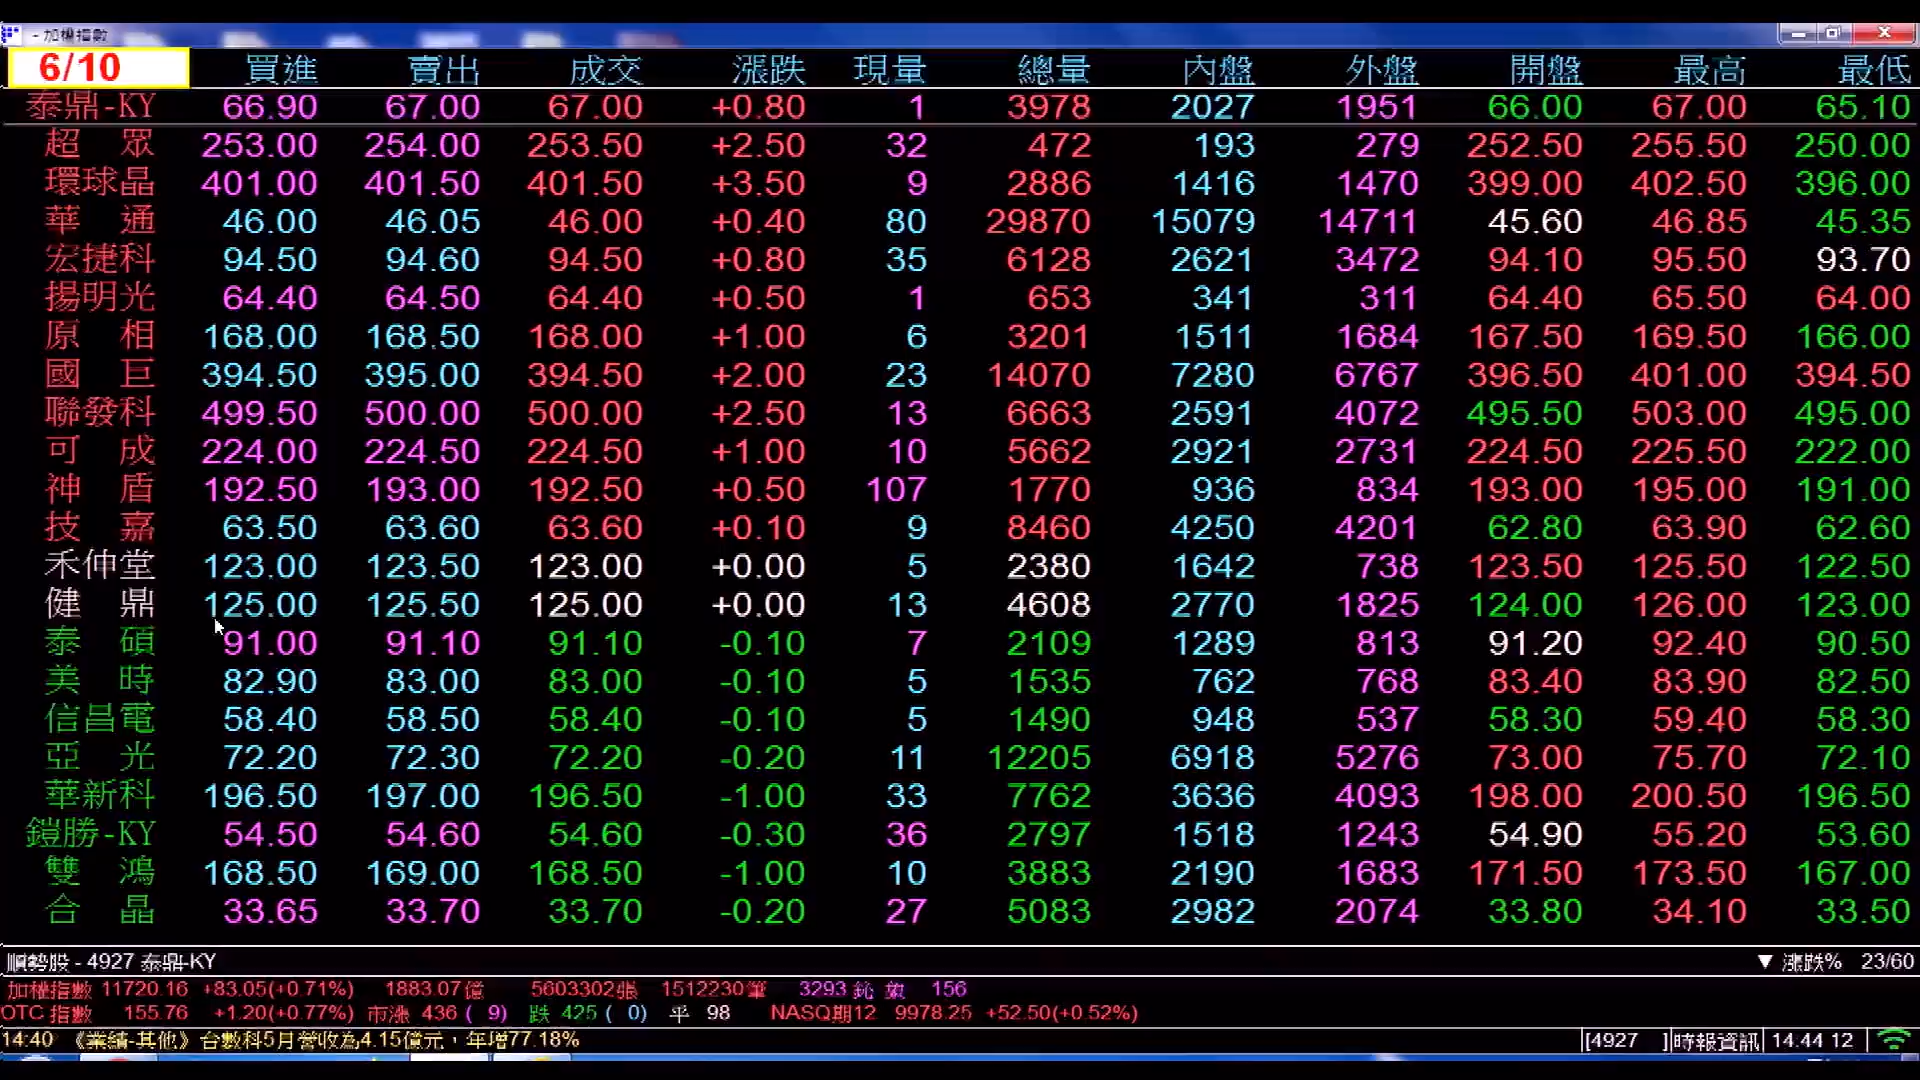 - 加權指數
6/10 買進 賣出 成交 漲跌 現量 總量 內盤 外盤 開盤 最高 最低
泰鼎-KY 66.90 67.00 67.00 +0.80 1 3978 2027 1951 66.00 67.00 65.10
超眾 253.00 254.00 253.50 +2.50 32 472 193 279 252.50 255.50 250.00
環球晶 401.00 401.50 401.50 +3.50 9 2886 1416 1470 399.00 402.50 396.00
華通 46.00 46.05 46.00 +0.40 80 29870 15079 14711 45.60 46.85 45.35
宏捷科 94.50 94.60 94.50 +0.80 35 6128 2621 3472 94.10 95.50 93.70
揚明光 64.40 64.50 64.40 +0.50 1 653 341 311 64.40 65.50 64.00
原相 168.00 168.50 168.00 +1.00 6 3201 1511 1684 167.50 169.50 166.00
國巨 394.50 395.00 394.50 +2.00 23 14070 7280 6767 396.50 401.00 394.50
聯發科 499.50 500.00 500.00 +2.50 13 6663 2591 4072 495.50 503.00 495.00
可成 224.00 224.50 224.50 +1.00 10 5662 2921 2731 224.50 225.50 222.00
神盾 192.50 193.00 192.50 +0.50 107 1770 936 834 193.00 195.00 191.00
技嘉 63.50 63.60 63.60 +0.10 9 8460 4250 4201 62.80 63.90 62.60
禾伸堂 123.00 123.50 123.00 +0.00 5 2380 1642 738 123.50 125.50 122.50
健鼎 125.00 125.50 125.00 +0.00 13 4608 2770 1825 124.00 126.00 123.00
泰碩 91.00 91.10 91.10 -0.10 7 2109 1289 813 91.20 92.40 90.50
美時 82.90 83.00 83.00 -0.10 5 1535 762 768 83.40 83.90 82.50
信昌電 58.40 58.50 58.40 -0.10 5 1490 948 537 58.30 59.40 58.30
亞光 72.20 72.30 72.20 -0.20 11 12205 6918 5276 73.00 75.70 72.10
華新科 196.50 197.00 196.50 -1.00 33 7762 3636 4093 198.00 200.50 196.50
鎧勝-KY 54.50 54.60 54.60 -0.30 36 2797 1518 1243 54.90 55.20 53.60
雙鴻 168.50 169.00 168.50 -1.00 10 3883 2190 1683 171.50 173.50 167.00
合晶 33.65 33.70 33.70 -0.20 27 5083 2982 2074 33.80 34.10 33.50
順勢股 - 4927 泰鼎-KY ▼ 漲跌% 23/60
加權指數 11720.16 +83.05(+0.71%) 1883.07億 5603302張 1512230筆 3293 156
OTC 指數 155.76 +1.20(+0.77%) 市漲 436 ( 9) 跌 425 ( 0) 平 98 NASQ期12 9978.25 +52.50(+0.52%)
14:40 《業績-其他》台數科5月營收為4.15億元，年增77.18% [4927 ] 時報資訊 14.44 12